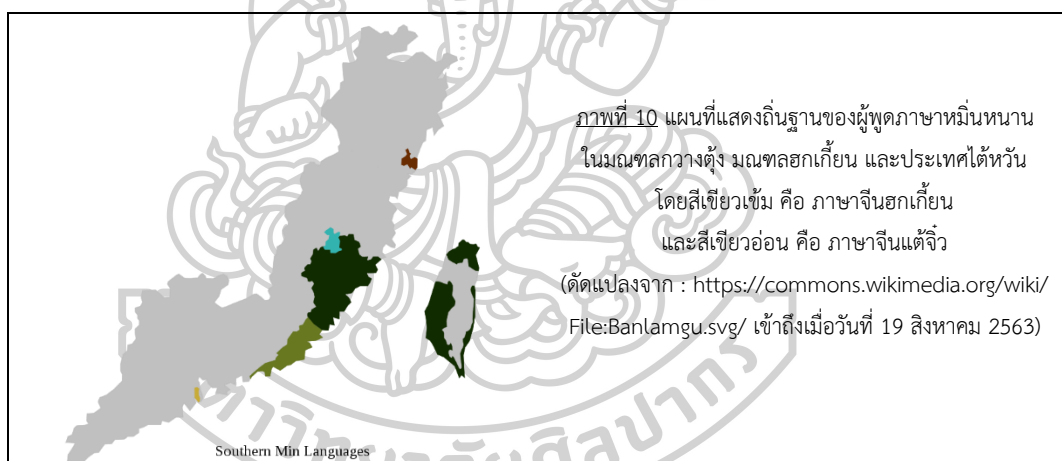 ภาพที่ 10 แผนที่แสดงถิ่นฐานของผู้พูดภาษาหมิ่นหนาน
ในมณฑลกวางตุ้ง มณฑลฮกเกี้ยน และประเทศไต้หวัน
โดยสีเขียวเข้ม คือ ภาษาจีนฮกเกี้ยน
และสีเขียวอ่อน คือ ภาษาจีนแต้จิ๋ว
(ดัดแปลงจาก : https://commons.wikimedia.org/wiki/
File:Banlamgu.svg/ เข้าถึงเมื่อวันที่ 19 สิงหาคม 2563)
Southern Min Languages